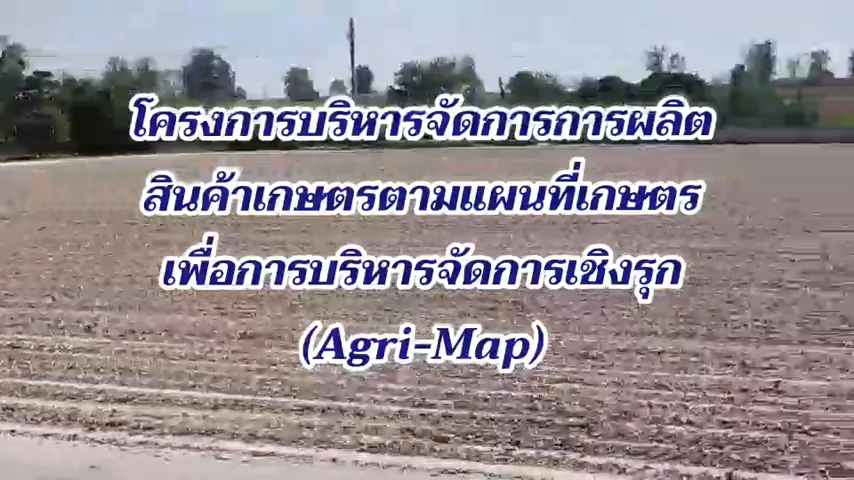 โครงการบริหารจัดการการผลิต
สินค้าเกษตรตามแผนที่เกษตร
เพื่อการบริหารจัดการเชิงรุก
(Agri-Map)